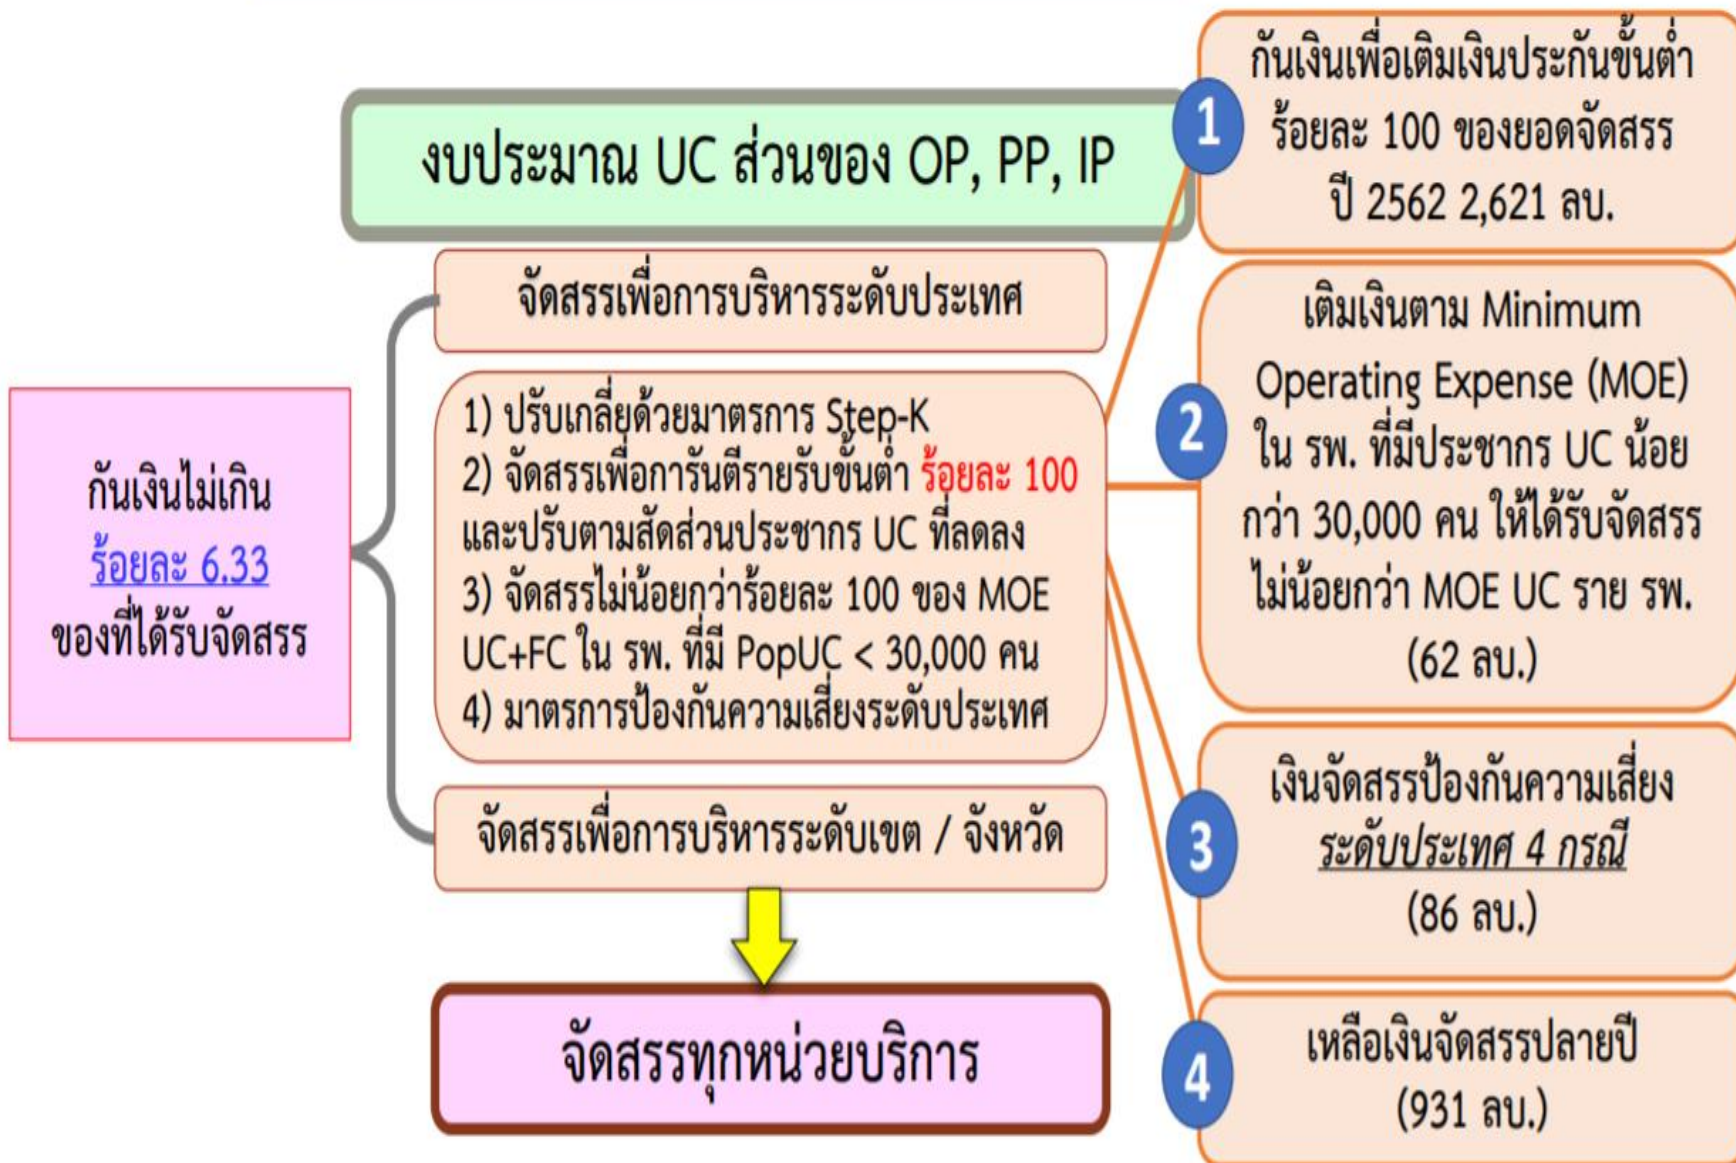 งบประมาณ UC ส่วนของ OP, PP, IP
กันเงินไม่เกิน
ร้อยละ 6.33
ของที่ได้รับจัดสรร
จัดสรรเพื่อการบริหารระดับประเทศ
1) ปรับเกลี่ยด้วยมาตรการ Step-K
2) จัดสรรเพื่อการันตีรายรับขั้นต่ำ ร้อยละ 100
และปรับตามสัดส่วนประชากร UC ที่ลดลง
3) จัดสรรไม่น้อยกว่าร้อยละ 100 ของ MOE
UC+FC ใน รพ. ที่มี PopUC < 30,000 คน
4) มาตรการป้องกันความเสี่ยงระดับประเทศ
จัดสรรเพื่อการบริหารระดับเขต / จังหวัด
จัดสรรทุกหน่วยบริการ
1
กันเงินเพื่อเติมเงินประกันขั้นต่ำ
ร้อยละ 100 ของยอดจัดสรร
ปี 2562 2,621 ลบ.
2
เติมเงินตาม Minimum
Operating Expense (MOE)
ใน รพ. ที่มีประชากร UC น้อย
กว่า 30,000 คน ให้ได้รับจัดสรร
ไม่น้อยกว่า MOE UC ราย รพ.
(62 ลบ.)
3
เงินจัดสรรป้องกันความเสี่ยง
ระดับประเทศ 4 กรณี
(86 ลบ.)
4
เหลือเงินจัดสรรปลายปี
(931 ลบ.)